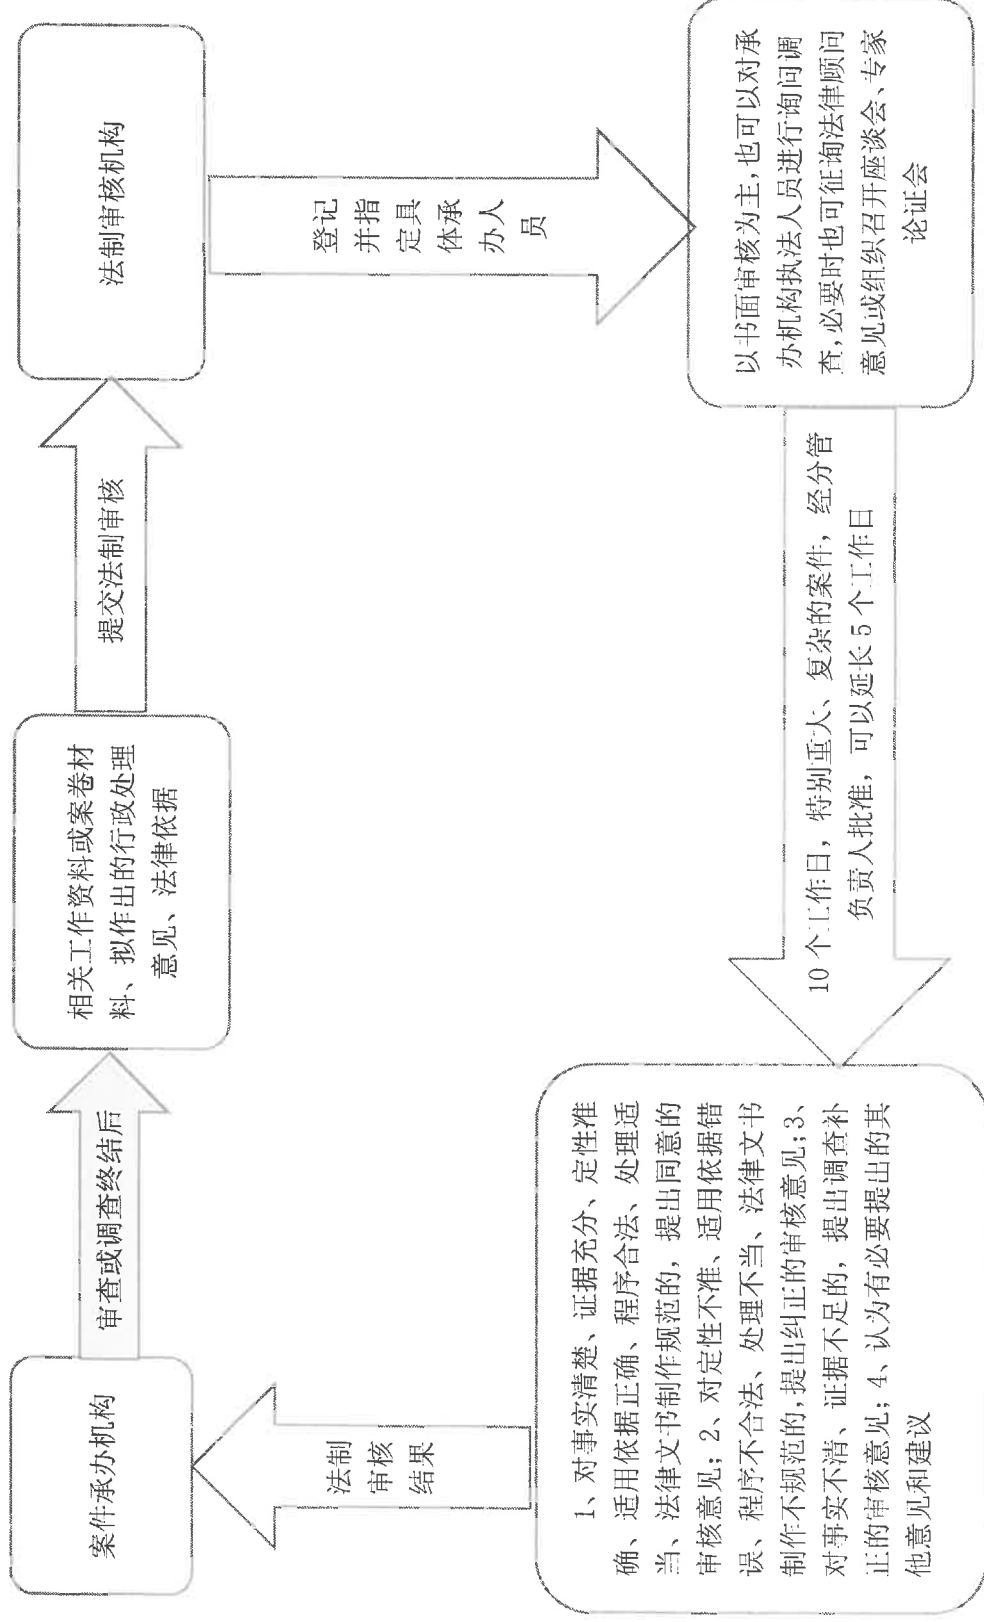 案件承办机构
审查或调查终结后
相关工作资料或案卷材
料、拟作出的行政处理
意见、法律依据
提交法制审核
法制审核机构
登记
并指
定具
体承
办人
员
以书面审核为主,也可以对承
办机构执法人员进行询问调
查,必要时也可征询法律顾问
意见或组织召开座谈会、专家
论证会
10个工作日，特别重大、复杂的案件，经分管
负责人批准，可以延长5个工作日
1、对事实清楚、证据充分、定性准
确、适用依据正确、程序合法、处理适
当、法律文书制作规范的，提出同意的
审核意见；2、对定性不准、适用依据错
误、程序不合法、处理不当、法律文书
制作不规范的,提出纠正的审核意见;3、
对事实不清、证据不足的，提出调查补
正的审核意见；4、认为有必要提出的其
他意见和建议
法制
审核
结果